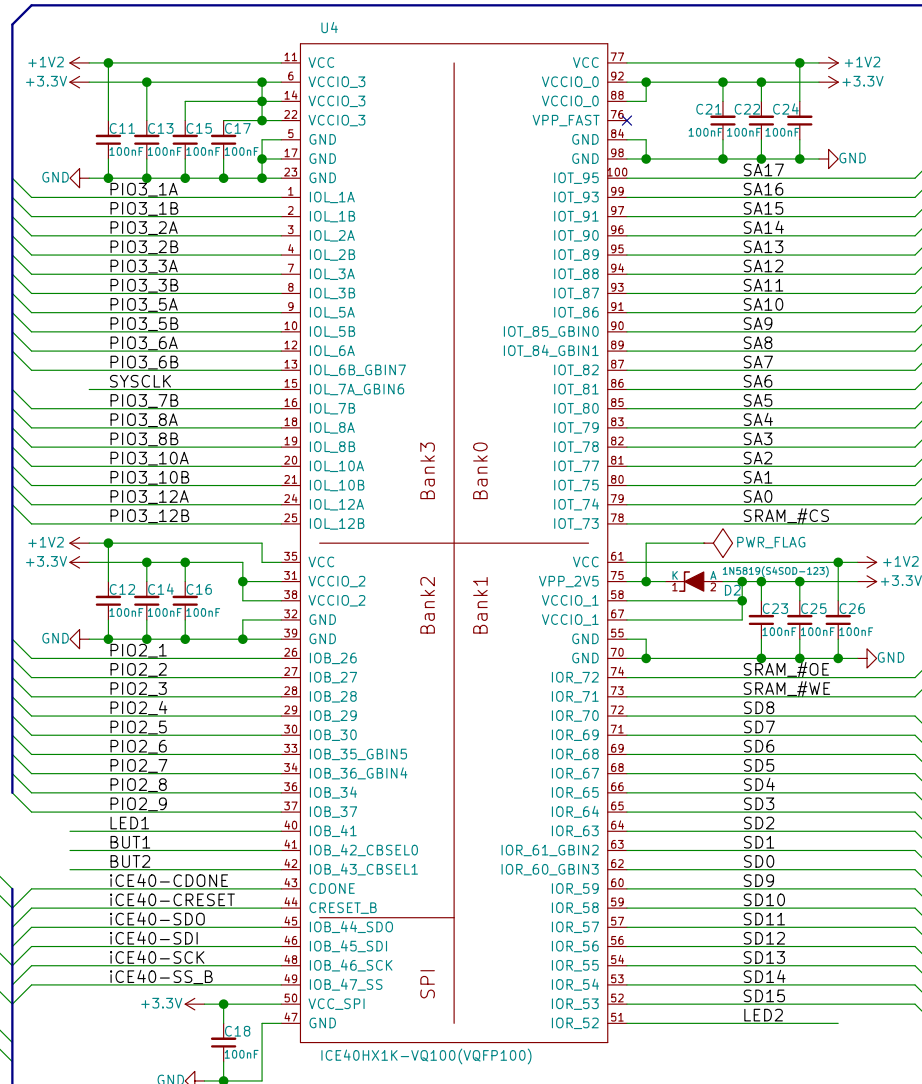 U4
+1V2 11 VCC VCC 77 +1V2
+3.3V 6 VCCIO_3 VCCIO_0 92 +3.3V
14 VCCIO_3 VCCIO_0 88
22 VCCIO_3 VPP_FAST 76
C11 C13 C15 C17 C21 C22 C24
100nF 100nF 100nF 100nF 100nF 100nF 100nF
5 GND GND 84
17 GND GND 98 GND
GND 23 GND IOT_95 100 SA17
PIO3_1A 1 IOL_1A IOT_93 99 SA16
PIO3_1B 2 IOL_1B IOT_91 97 SA15
PIO3_2A 3 IOL_2A IOT_90 96 SA14
PIO3_2B 4 IOL_2B IOT_89 95 SA13
PIO3_3A 7 IOL_3A IOT_88 94 SA12
PIO3_3B 8 IOL_3B IOT_87 93 SA11
PIO3_5A 9 IOL_5A IOT_86 91 SA10
PIO3_5B 10 IOL_5B IOT_85_GBIN0 90 SA9
PIO3_6A 12 IOL_6A IOT_84_GBIN1 89 SA8
PIO3_6B 13 IOL_6B_GBIN7 IOT_82 87 SA7
SYSCLK 15 IOL_7A_GBIN6 IOT_81 86 SA6
PIO3_7B 16 IOL_7B IOT_80 85 SA5
PIO3_8A 18 IOL_8A IOT_79 83 SA4
PIO3_8B 19 IOL_8B IOT_78 82 SA3
PIO3_10A 20 IOL_10A IOT_77 81 SA2
PIO3_10B 21 IOL_10B IOT_75 80 SA1
PIO3_12A 24 IOL_12A IOT_74 79 SA0
PIO3_12B 25 IOL_12B IOT_73 78 SRAM_#CS
Bank3 Bank0
+1V2 PWR_FLAG
+3.3V 35 VCC VCC 61 +1V2
31 VCCIO_2 VPP_2V5 75 K 1 A 2 1N5819(S4SOD-123) D2 +3.3V
38 VCCIO_2 VCCIO_1 58
C12 C14 C16 C23 C25 C26
100nF 100nF 100nF 100nF 100nF 100nF
32 GND VCCIO_1 67
GND 39 GND GND 55
Bank2 Bank1
PIO2_1 26 IOB_26 GND 70 GND
PIO2_2 27 IOB_27 IOR_72 74 SRAM_#OE
PIO2_3 28 IOB_28 IOR_71 73 SRAM_#WE
PIO2_4 29 IOB_29 IOR_70 72 SD8
PIO2_5 30 IOB_30 IOR_69 71 SD7
PIO2_6 33 IOB_35_GBIN5 IOR_68 69 SD6
PIO2_7 34 IOB_36_GBIN4 IOR_67 68 SD5
PIO2_8 36 IOB_34 IOR_66 66 SD4
PIO2_9 37 IOB_37 IOR_64 65 SD3
LED1 40 IOB_41 IOR_63 64 SD2
BUT1 41 IOB_42_CBSEL0 IOR_61_GBIN2 63 SD1
BUT2 42 IOB_43_CBSEL1 IOR_60_GBIN3 62 SD0
iCE40-CDONE 43 CDONE IOR_59 60 SD9
iCE40-CRESET 44 CRESET_B IOR_58 59 SD10
iCE40-SDO 45 IOB_44_SDO IOR_57 57 SD11
iCE40-SDI 46 IOB_45_SDI IOR_56 56 SD12
iCE40-SCK 48 IOB_46_SCK IOR_55 54 SD13
iCE40-SS_B 49 IOB_47_SS IOR_54 53 SD14
SPI
+3.3V 50 VCC_SPI IOR_53 52 SD15
47 GND IOR_52 51 LED2
C18
100nF
ICE40HX1K-VQ100(VQFP100)
GND